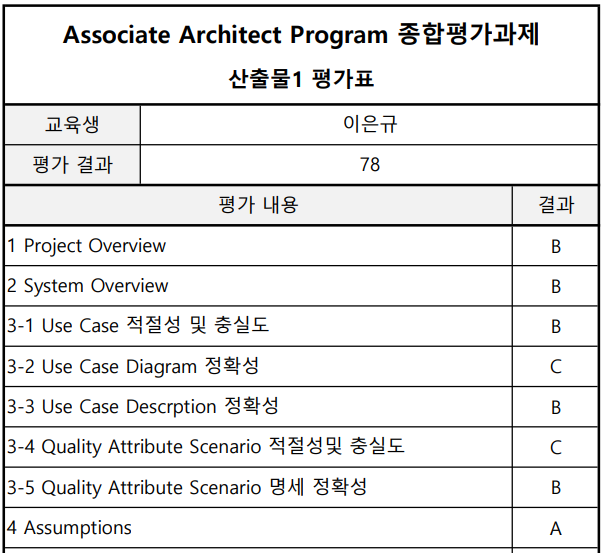 Associate Architect Program 종합평가과제
산출물1 평가표
교육생 이은규
평가 결과 78
평가 내용 결과
1 Project Overview B
2 System Overview B
3-1 Use Case 적절성 및 충실도 B
3-2 Use Case Diagram 정확성 C
3-3 Use Case Descrption 정확성 B
3-4 Quality Attribute Scenario 적절성및 충실도 C
3-5 Quality Attribute Scenario 명세 정확성 B
4 Assumptions A